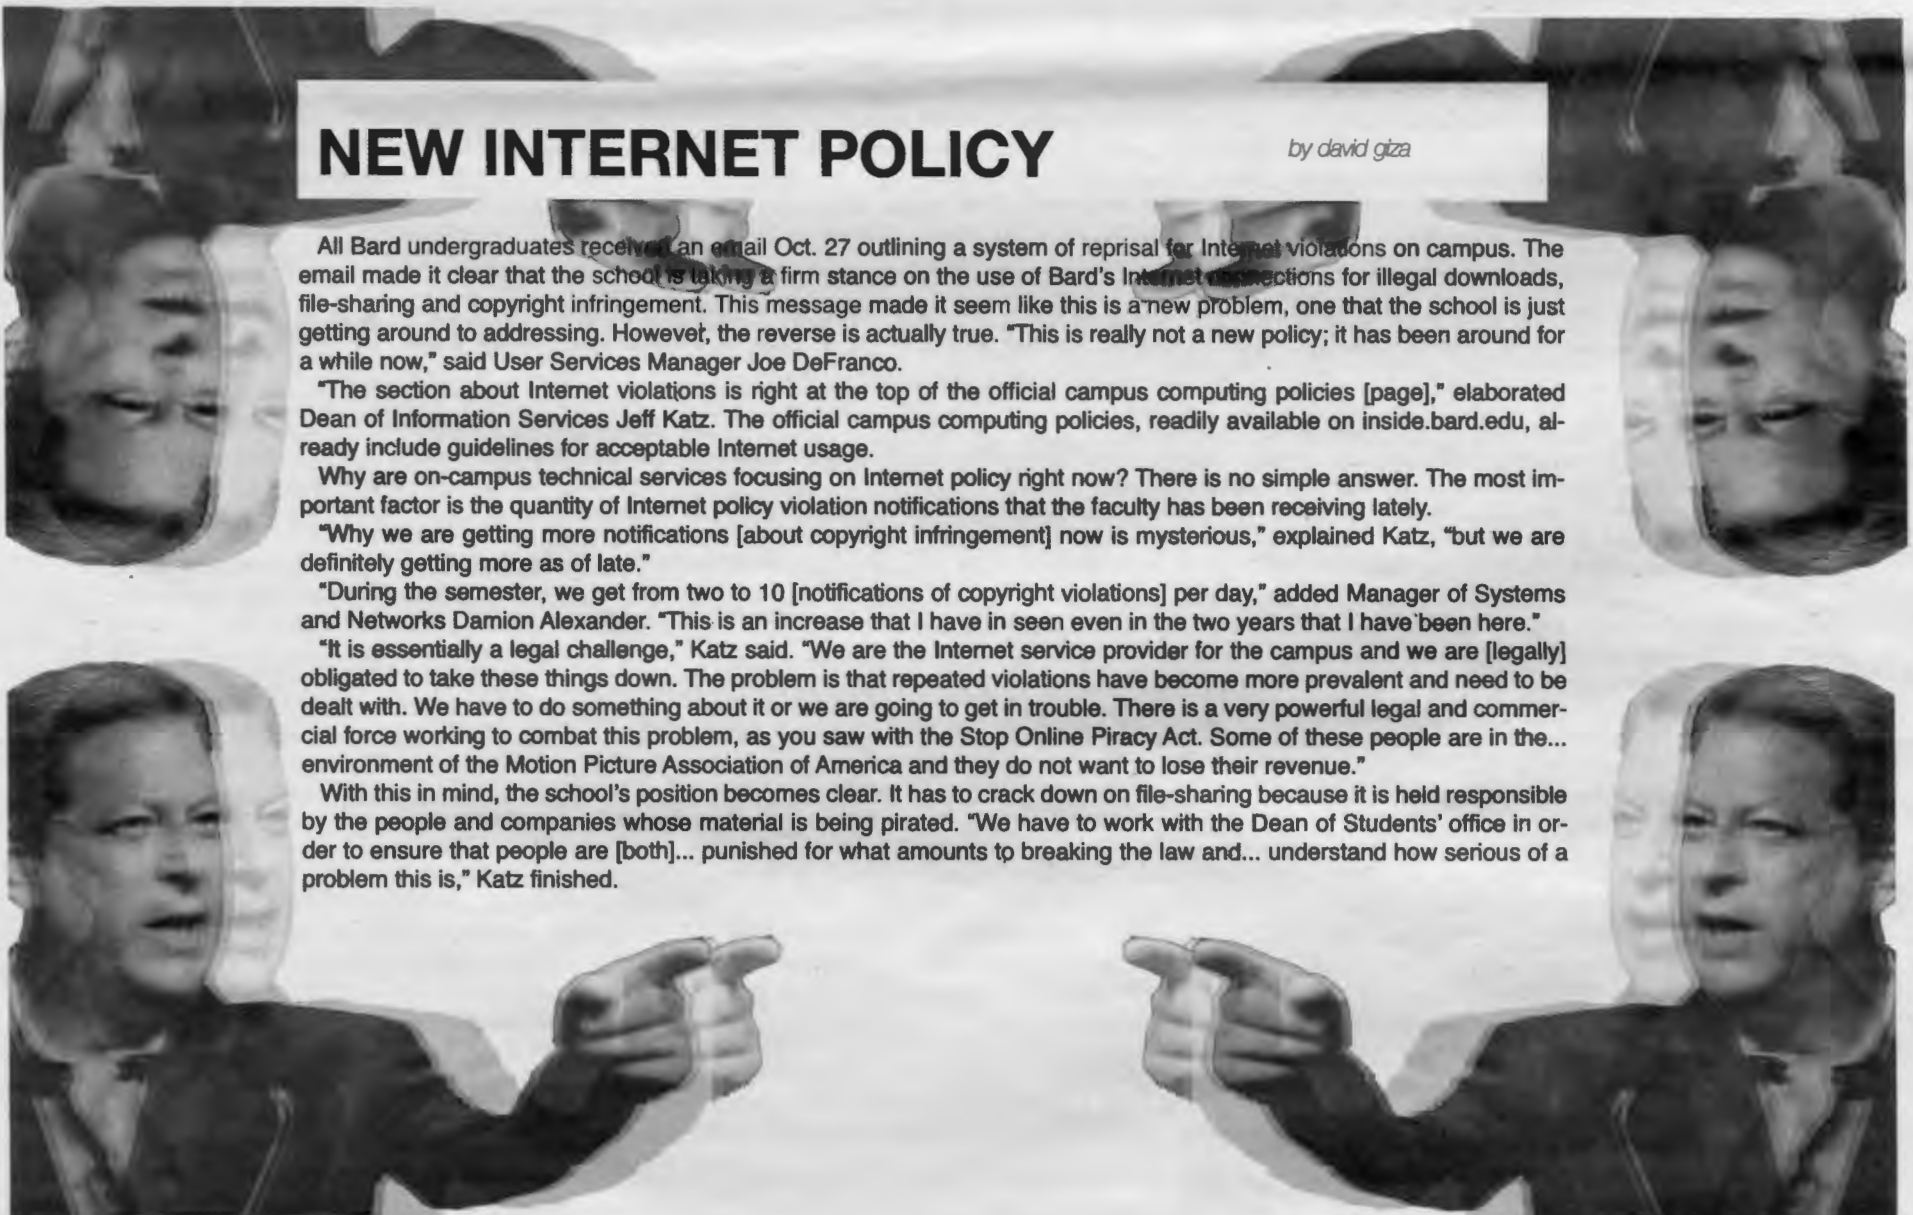 NEW INTERNET POLICY
by david giza
All Bard undergraduates received an email Oct. 27 outlining a system of reprisal for Internet violations on campus. The
email made it clear that the school is taking a firm stance on the use of Bard's Internet connections for illegal downloads,
file-sharing and copyright infringement. This message made it seem like this is a new problem, one that the school is just
getting around to addressing. However, the reverse is actually true. "This is really not a new policy; it has been around for
a while now," said User Services Manager Joe DeFranco.
"The section about Internet violations is right at the top of the official campus computing policies [page]," elaborated
Dean of Information Services Jeff Katz. The official campus computing policies, readily available on inside.bard.edu, al-
ready include guidelines for acceptable Internet usage.
Why are on-campus technical services focusing on Internet policy right now? There is no simple answer. The most im-
portant factor is the quantity of Internet policy violation notifications that the faculty has been receiving lately.
"Why we are getting more notifications [about copyright infringement] now is mysterious," explained Katz, "but we are
definitely getting more as of late."
"During the semester, we get from two to 10 [notifications of copyright violations] per day," added Manager of Systems
and Networks Damion Alexander. "This is an increase that I have in seen even in the two years that I have been here."
"It is essentially a legal challenge," Katz said. "We are the Internet service provider for the campus and we are [legally]
obligated to take these things down. The problem is that repeated violations have become more prevalent and need to be
dealt with. We have to do something about it or we are going to get in trouble. There is a very powerful legal and commer-
cial force working to combat this problem, as you saw with the Stop Online Piracy Act. Some of these people are in the...
environment of the Motion Picture Association of America and they do not want to lose their revenue."
With this in mind, the school's position becomes clear. It has to crack down on file-sharing because it is held responsible
by the people and companies whose material is being pirated. "We have to work with the Dean of Students' office in or-
der to ensure that people are [both]... punished for what amounts to breaking the law and... understand how serious of a
problem this is," Katz finished.